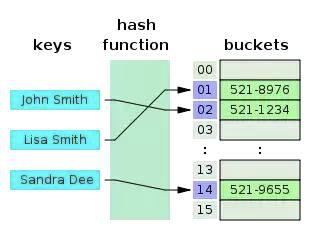 hash
keys function buckets
00
John Smith 01 521-8976
02 521-1234
Lisa Smith 03
: :
13
Sandra Dee 14 521-9655
15